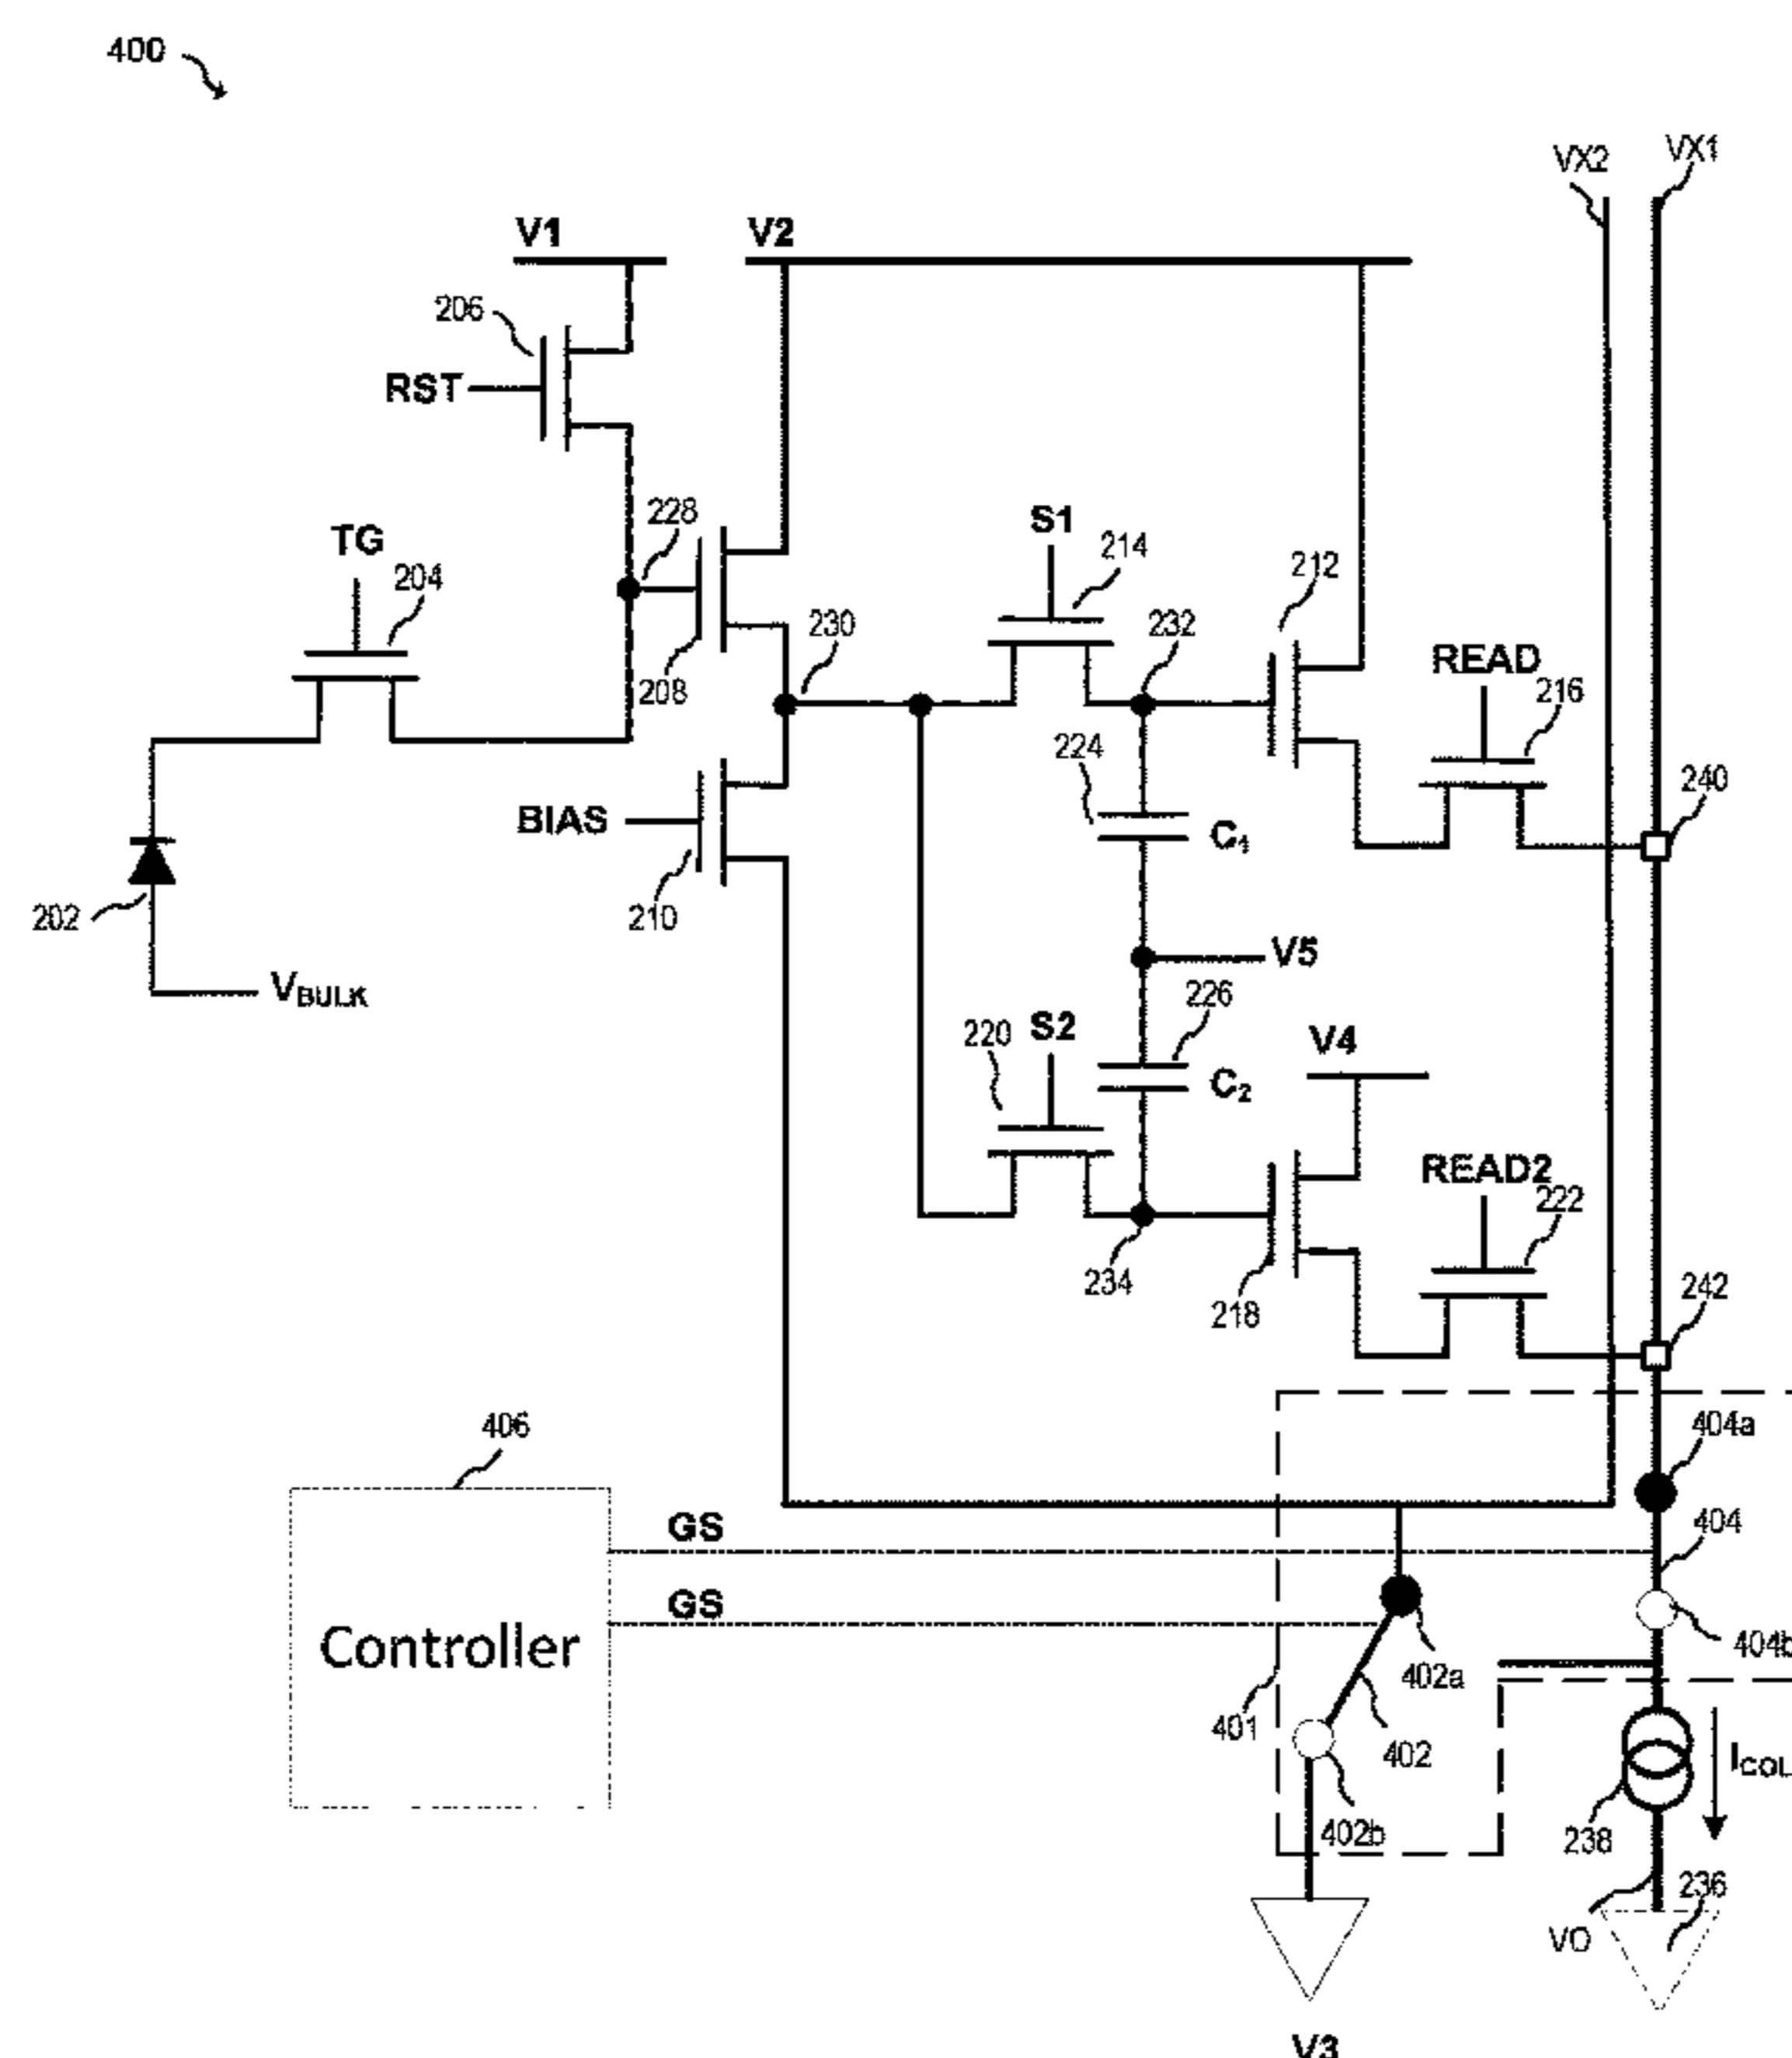 400
VX2
VX1
V1
V2
206
RST
228
S1
214
212
TG
204
230
232
READ
208
216
224
240
BIAS
C₁
202
210
V5
V_BULK
226
220
S2
V4
C₂
READ2
222
234
218
242
406
404a
GS
404
GS
Controller
404b
402a
401
402
I_COL
402b
238
236
VO
V3